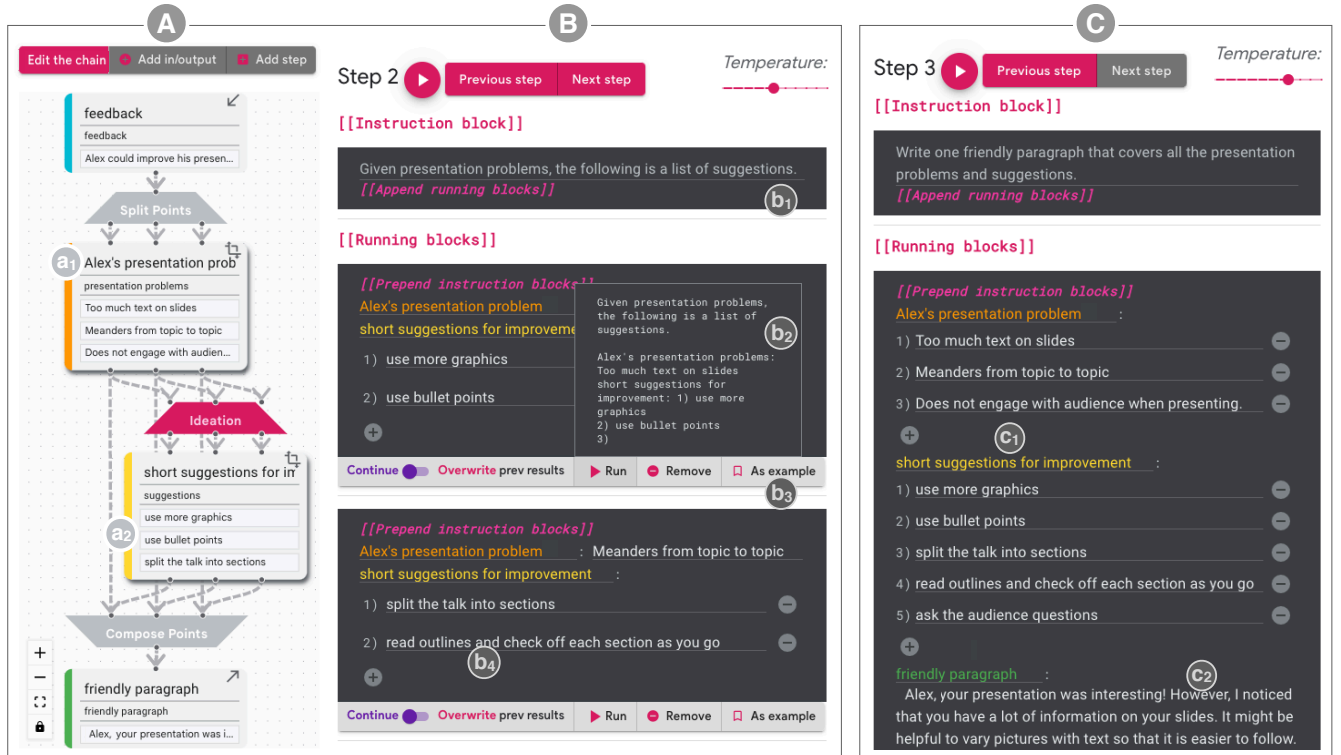 A
Edit the chain
Add in/output
Add step
feedback
feedback
Alex could improve his presen...
Split Points
a1
Alex's presentation prob
presentation problems
Too much text on slides
Meanders from topic to topic
Does not engage with audien...
Ideation
short suggestions for im
suggestions
a2
use more graphics
use bullet points
split the talk into sections
Compose Points
friendly paragraph
friendly paragraph
Alex, your presentation was i...
B
Step 2
Previous step
Next step
Temperature:
[[Instruction block]]
Given presentation problems, the following is a list of suggestions.
[[Append running blocks]]
b1
[[Running blocks]]
[[Prepend instruction blocks]]
Alex's presentation problem
short suggestions for improveme
1) use more graphics
2) use bullet points
Given presentation problems,
the following is a list of
suggestions.
b2
Alex's presentation problems:
Too much text on slides
short suggestions for
improvement: 1) use more
graphics
2) use bullet points
3)
Continue Overwrite prev results Run Remove As example
b3
[[Prepend instruction blocks]]
Alex's presentation problem : Meanders from topic to topic
short suggestions for improvement :
1) split the talk into sections
2) read outlines and check off each section as you go
b4
Continue Overwrite prev results Run Remove As example
C
Step 3
Previous step
Next step
Temperature:
[[Instruction block]]
Write one friendly paragraph that covers all the presentation
problems and suggestions.
[[Append running blocks]]
[[Running blocks]]
[[Prepend instruction blocks]]
Alex's presentation problem :
1) Too much text on slides
2) Meanders from topic to topic
3) Does not engage with audience when presenting.
c1
short suggestions for improvement :
1) use more graphics
2) use bullet points
3) split the talk into sections
4) read outlines and check off each section as you go
5) ask the audience questions
friendly paragraph :
c2
Alex, your presentation was interesting! However, I noticed
that you have a lot of information on your slides. It might be
helpful to vary pictures with text so that it is easier to follow.